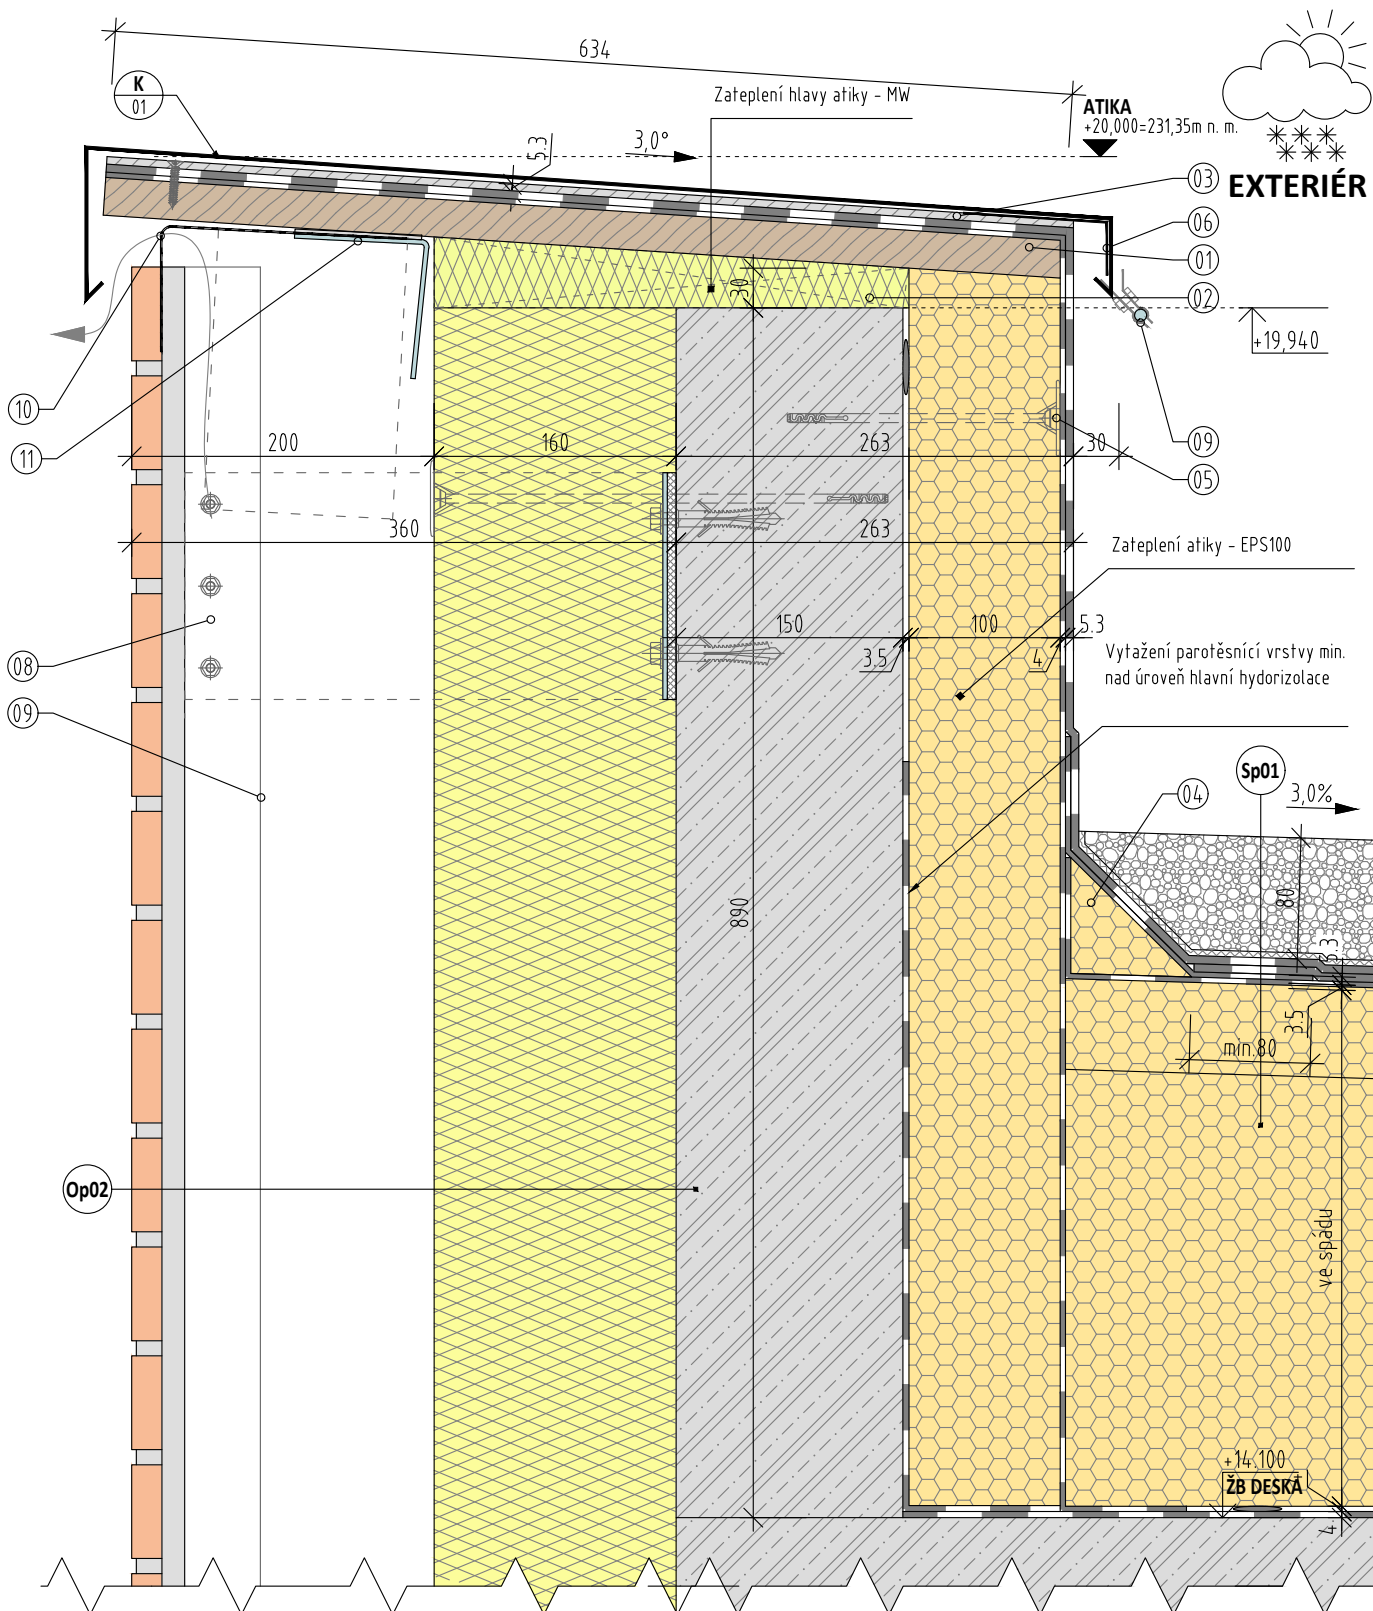 634
K
01
Zateplení hlavy atiky - MW
ATIKA
+20,000=231,35m n. m.
5.3
3,0°
03
EXTERIÉR
06
01
02
30
+19,940
09
10
11
200
160
263
30
05
360
263
Zateplení atiky - EPS100
150
3.5
100
4
5.3
Vytažení parotěsnící vrstvy min.
nad úroveň hlavní hydorizolace
08
09
Sp01
04
3,0%
80
890
3.5
min.80
Op02
ve spádu
+14.100
ŽB DESKA
4